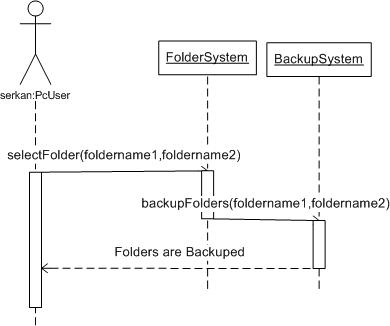 FolderSystem
BackupSystem
serkan:PcUser
selectFolder(foldername1,foldername2)
backupFolders(foldername1,foldername2)
Folders are Backuped